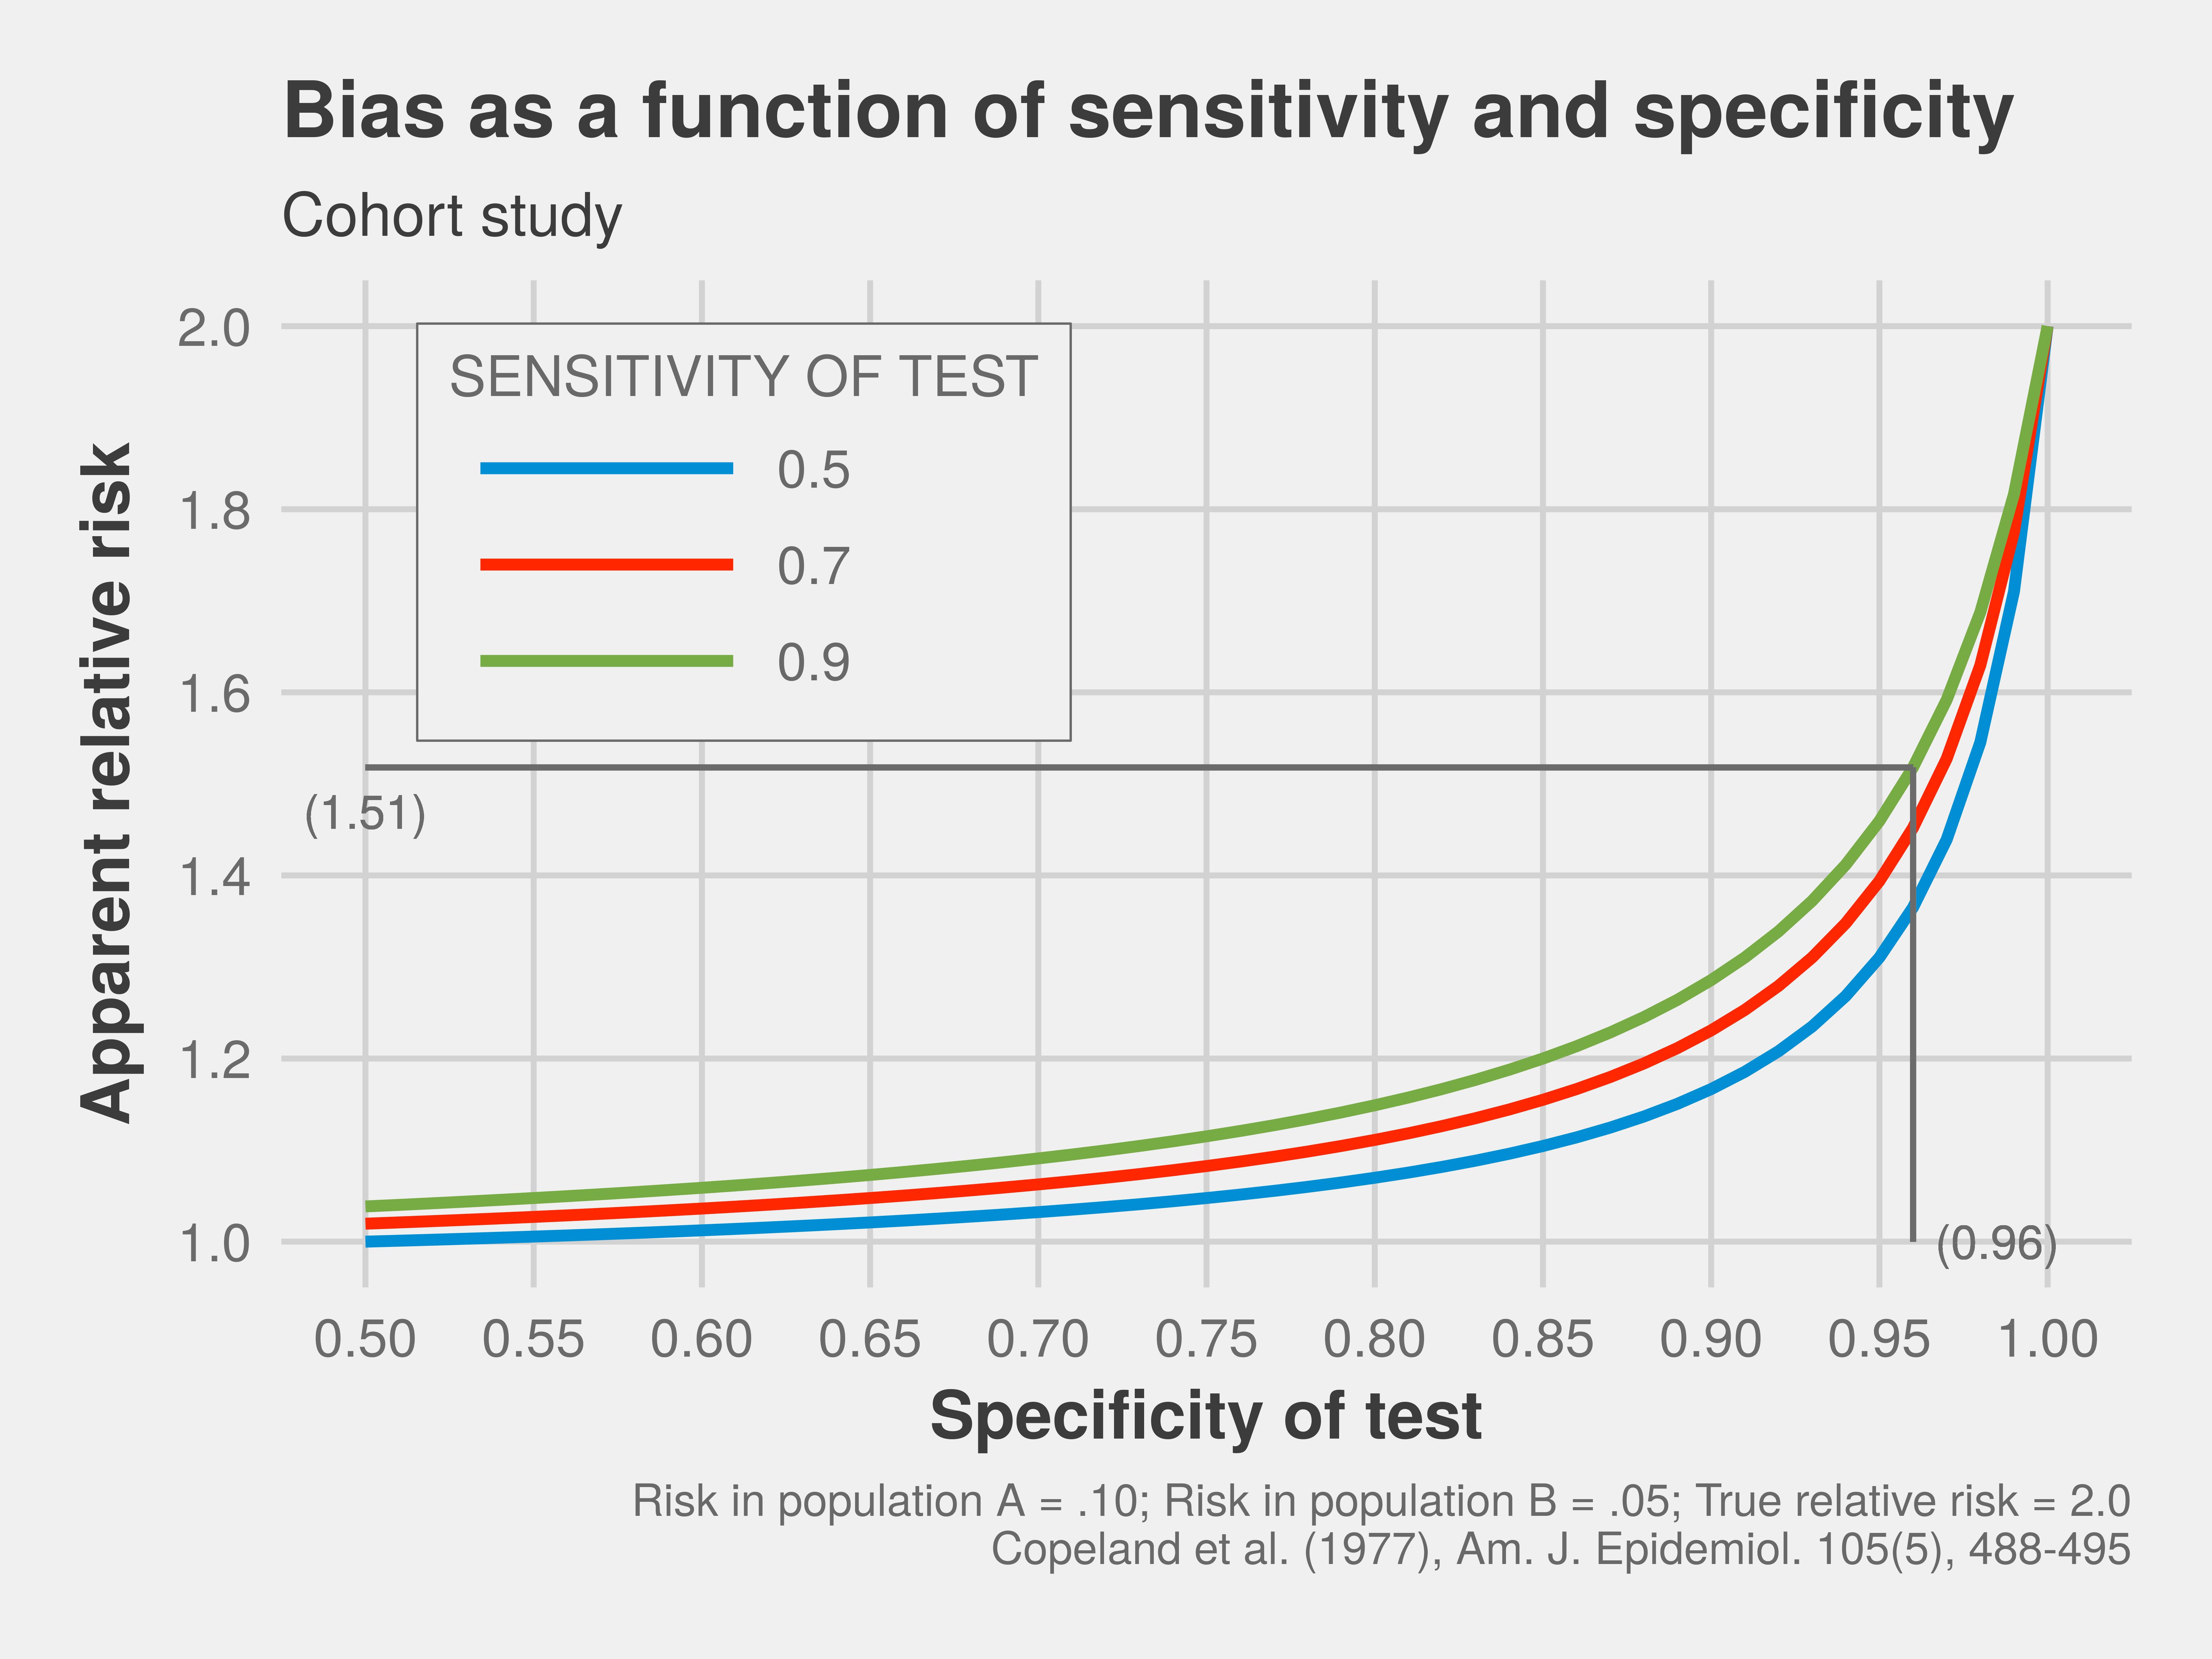 Bias as a function of sensitivity and specificity
Cohort study
Apparent relative risk
2.0
1.8
1.6
1.4
1.2
1.0
SENSITIVITY OF TEST
0.5
0.7
0.9
(1.51)
(0.96)
0.50 0.55 0.60 0.65 0.70 0.75 0.80 0.85 0.90 0.95 1.00
Specificity of test
Risk in population A = .10; Risk in population B = .05; True relative risk = 2.0
Copeland et al. (1977), Am. J. Epidemiol. 105(5), 488-495